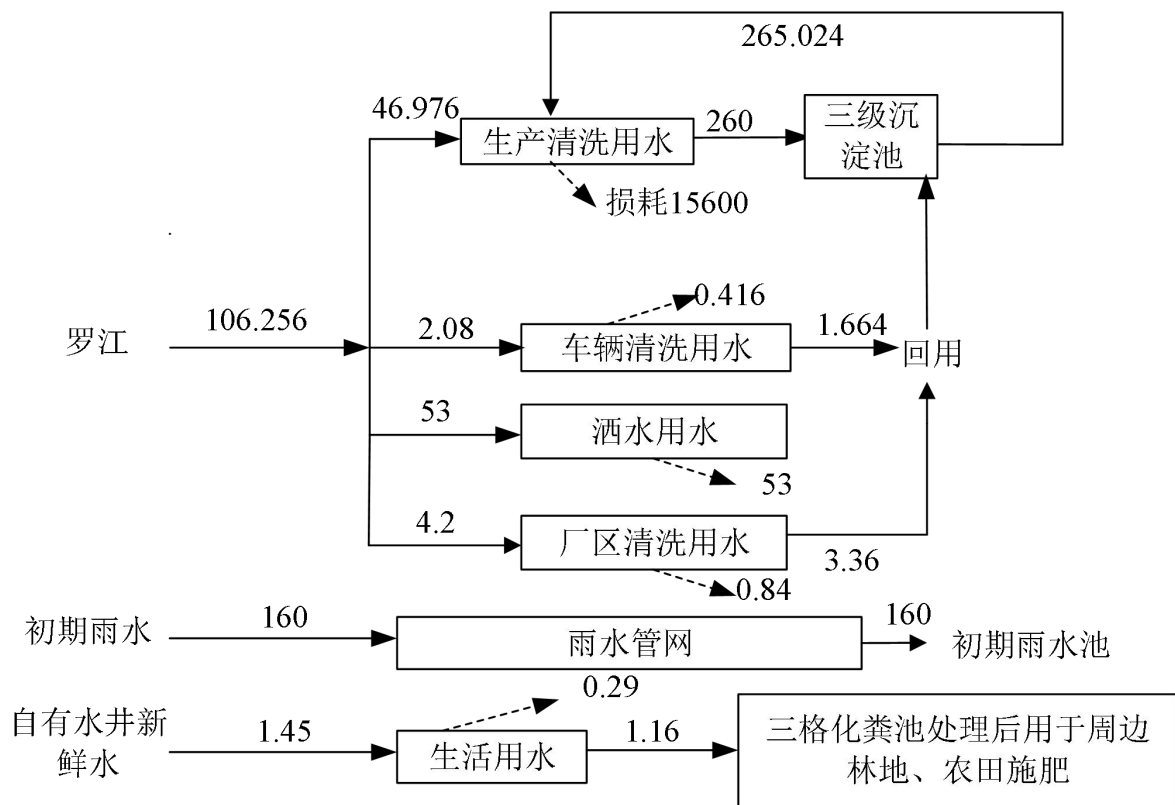 265.024
46.976
生产清洗用水
260
三级沉
淀池
损耗15600
罗江
106.256
2.08
车辆清洗用水
0.416
1.664
回用
53
洒水用水
53
4.2
厂区清洗用水
3.36
0.84
初期雨水
160
雨水管网
160
初期雨水池
自有水井新
鲜水
1.45
生活用水
0.29
1.16
三格化粪池处理后用于周边
林地、农田施肥